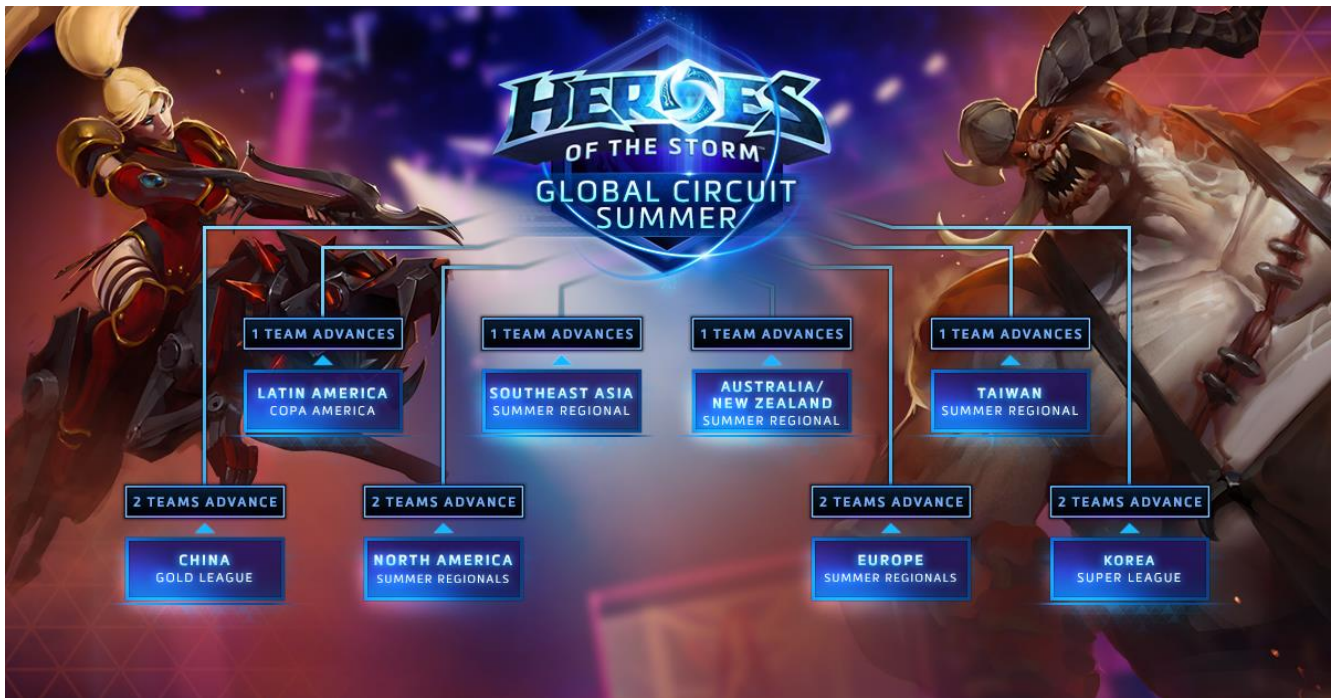 HEROES
OF THE STORM
GLOBAL CIRCUIT
SUMMER
1 TEAM ADVANCES
LATIN AMERICA
COPA AMERICA
1 TEAM ADVANCES
SOUTHEAST ASIA
SUMMER REGIONAL
1 TEAM ADVANCES
AUSTRALIA/
NEW ZEALAND
SUMMER REGIONAL
1 TEAM ADVANCES
TAIWAN
SUMMER REGIONAL
2 TEAMS ADVANCE
CHINA
GOLD LEAGUE
2 TEAMS ADVANCE
NORTH AMERICA
SUMMER REGIONALS
2 TEAMS ADVANCE
EUROPE
SUMMER REGIONALS
2 TEAMS ADVANCE
KOREA
SUPER LEAGUE